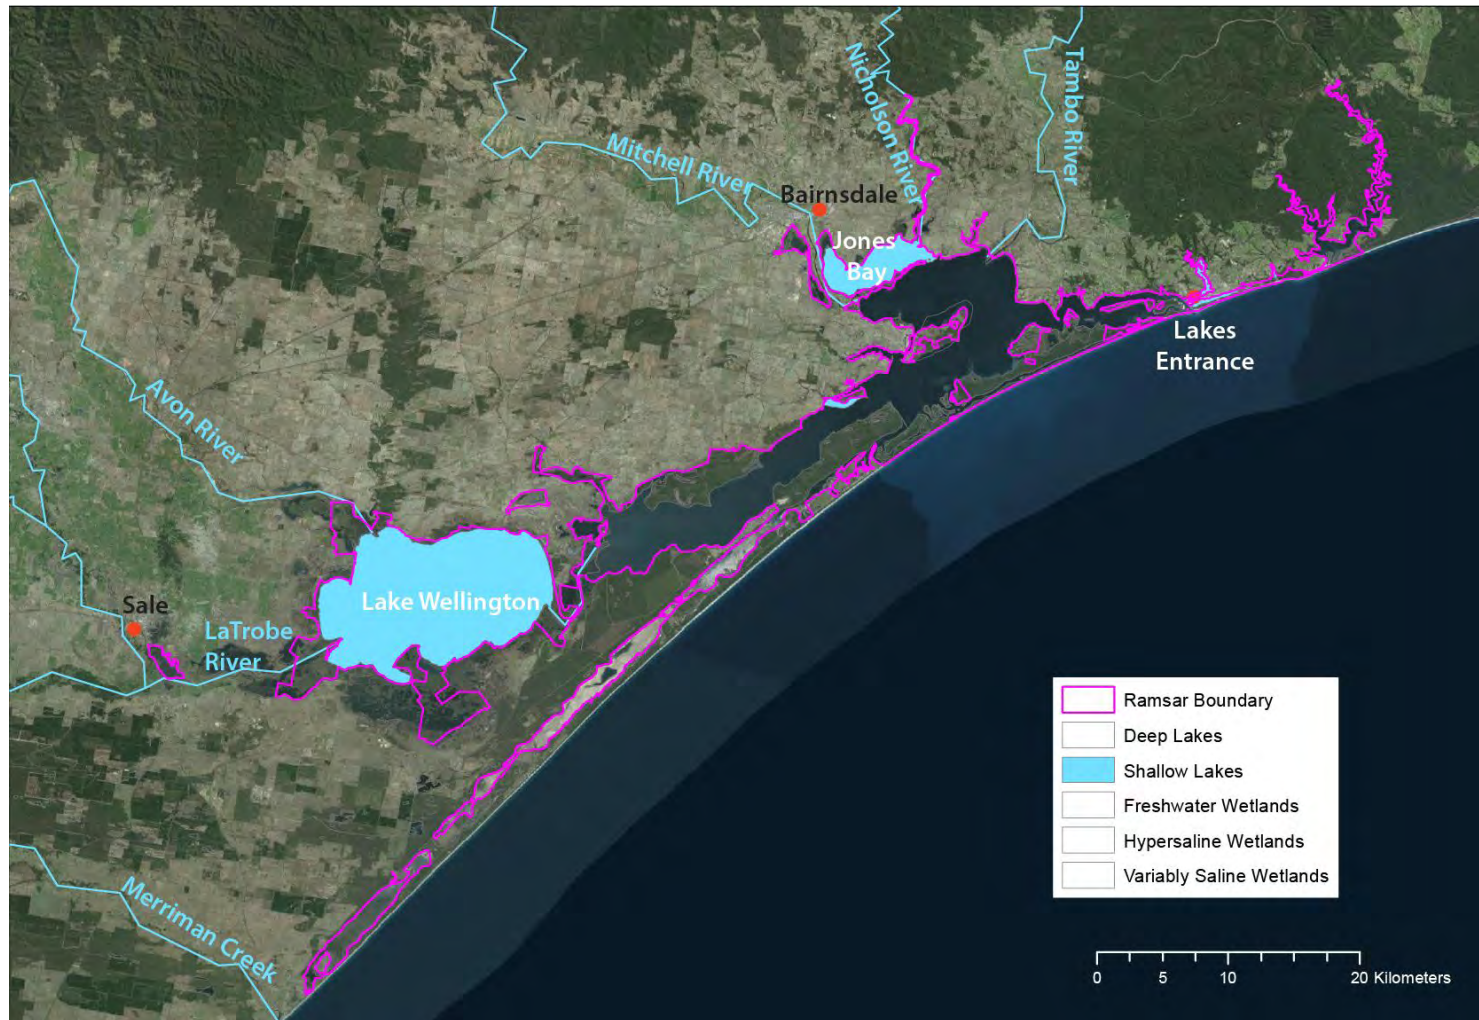 Nicholson River
Tambo River
Mitchell River
Bairnsdale
Jones
Bay
Lakes
Entrance
Avon River
Lake Wellington
Sale
LaTrobe
River
Merriman Creek
Ramsar Boundary
Deep Lakes
Shallow Lakes
Freshwater Wetlands
Hypersaline Wetlands
Variably Saline Wetlands
0 5 10 20 Kilometers